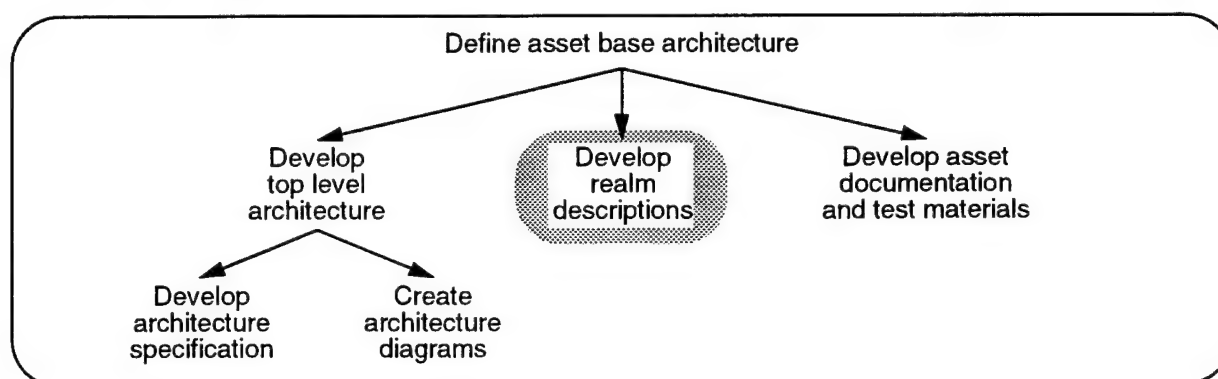 Define asset base architecture
Develop
top level
architecture
Develop
realm
descriptions
Develop asset
documentation
and test materials
Develop
architecture
specification
Create
architecture
diagrams